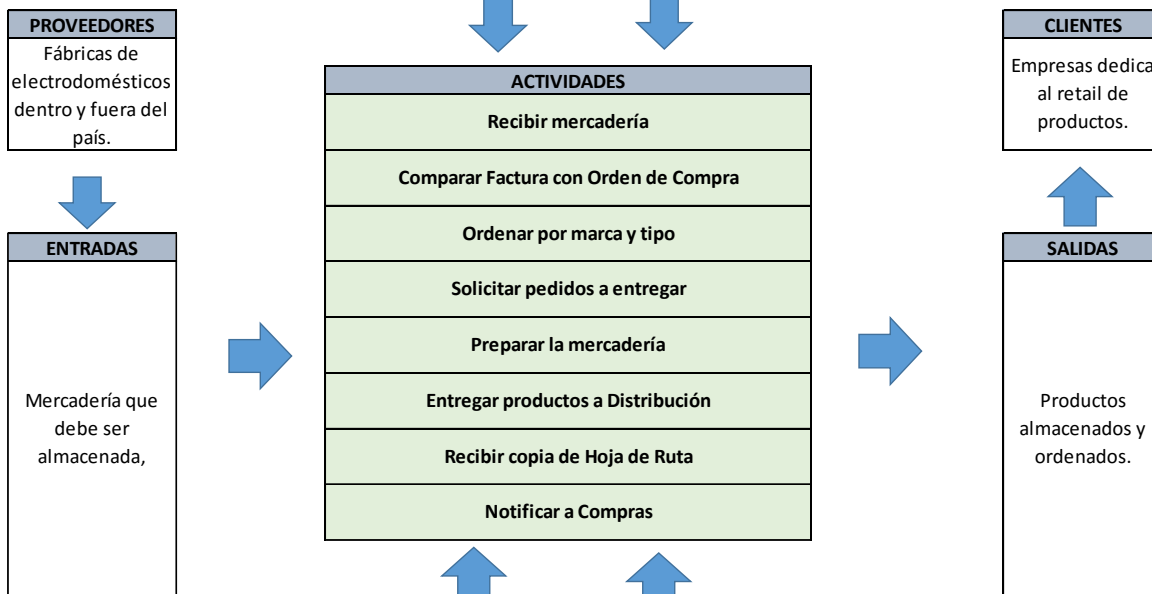 PROVEEDORES
Fábricas de
electrodomésticos
dentro y fuera del
país.
ENTRADAS
Mercadería que
debe ser
almacenada,
ACTIVIDADES
Recibir mercadería
Comparar Factura con Orden de Compra
Ordenar por marca y tipo
Solicitar pedidos a entregar
Preparar la mercadería
Entregar productos a Distribución
Recibir copia de Hoja de Ruta
Notificar a Compras
CLIENTES
Empresas dedica
al retail de
productos.
SALIDAS
Productos
almacenados y
ordenados.